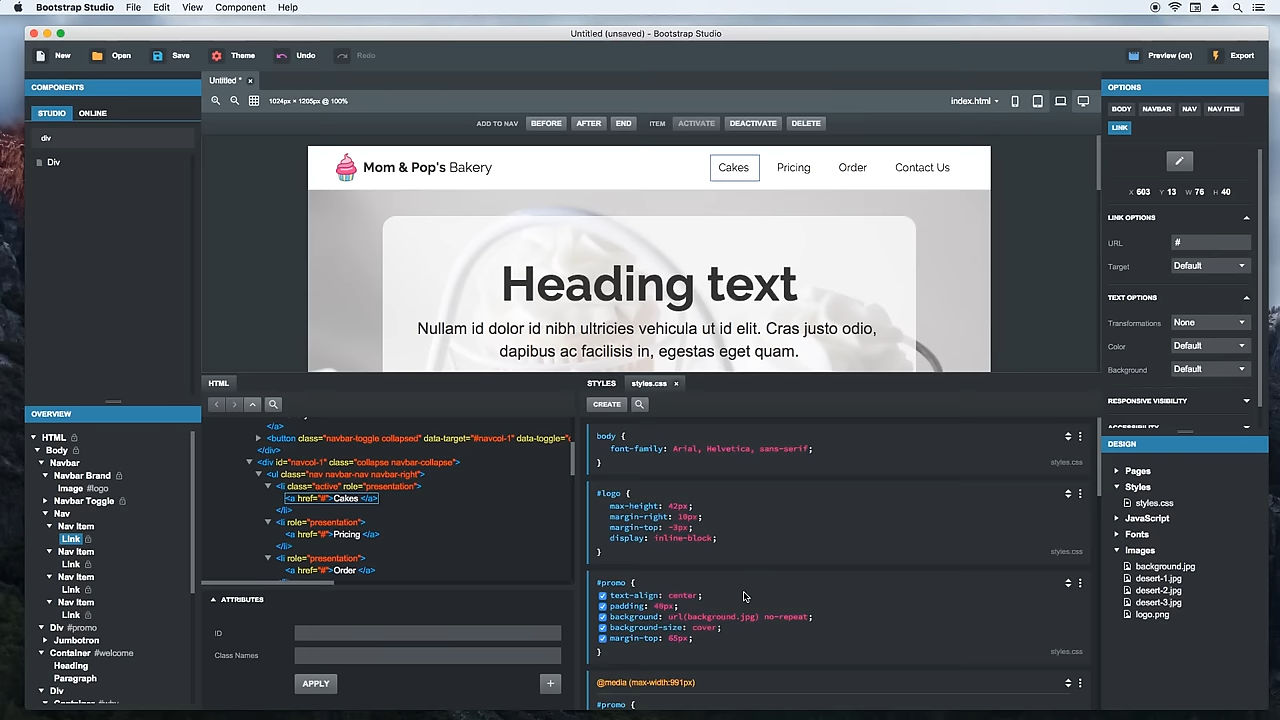 Bootstrap Studio File Edit View Component Help
Untitled (unsaved) - Bootstrap Studio
New Open Save Theme Undo Redo Preview (on) Export
COMPONENTS
STUDIO ONLINE
div
Div
Untitled * ×
1024px × 1205px @ 100% index.html
ADD TO NAV BEFORE AFTER END ITEM ACTIVATE DEACTIVATE DELETE
Mom & Pop's Bakery Cakes Pricing Order Contact Us
Heading text
Nullam id dolor id nibh ultricies vehicula ut id elit. Cras justo odio,
dapibus ac facilisis in, egestas eget quam.
OPTIONS
BODY NAVBAR NAV NAV ITEM
LINK
X 603 Y 13 W 76 H 40
LINK OPTIONS
URL #
Target Default
TEXT OPTIONS
Transformations None
Color Default
Background Default
RESPONSIVE VISIBILITY
OVERVIEW
HTML
Body
Navbar
Navbar Brand
Image #logo
Navbar Toggle
Nav
Nav Item
Link
Nav Item
Link
Nav Item
Link
Nav Item
Link
Div #promo
Jumbotron
Container #welcome
Heading
Paragraph
Div
HTML
</a>
<button class="navbar-toggle collapsed" data-target="#navcol-1" data-toggle="c
</div>
<div id="navcol-1" class="collapse navbar-collapse">
<ul class="nav navbar-nav navbar-right">
<li class="active" role="presentation">
<a href="#">Cakes </a>
</li>
<li role="presentation">
<a href="#">Pricing </a>
</li>
<li role="presentation">
<a href="#">Order </a>
ATTRIBUTES
ID
Class Names
APPLY +
STYLES styles.css ×
CREATE
body {
font-family: Arial, Helvetica, sans-serif;
}
styles.css
#logo {
max-height: 42px;
margin-right: 10px;
margin-top: -3px;
display: inline-block;
}
styles.css
#promo {
text-align: center;
padding: 40px;
background: url(background.jpg) no-repeat;
background-size: cover;
margin-top: 65px;
}
styles.css
@media (max-width:991px)
#promo {
DESIGN
Pages
Styles
styles.css
JavaScript
Fonts
Images
background.jpg
desert-1.jpg
desert-2.jpg
desert-3.jpg
logo.png